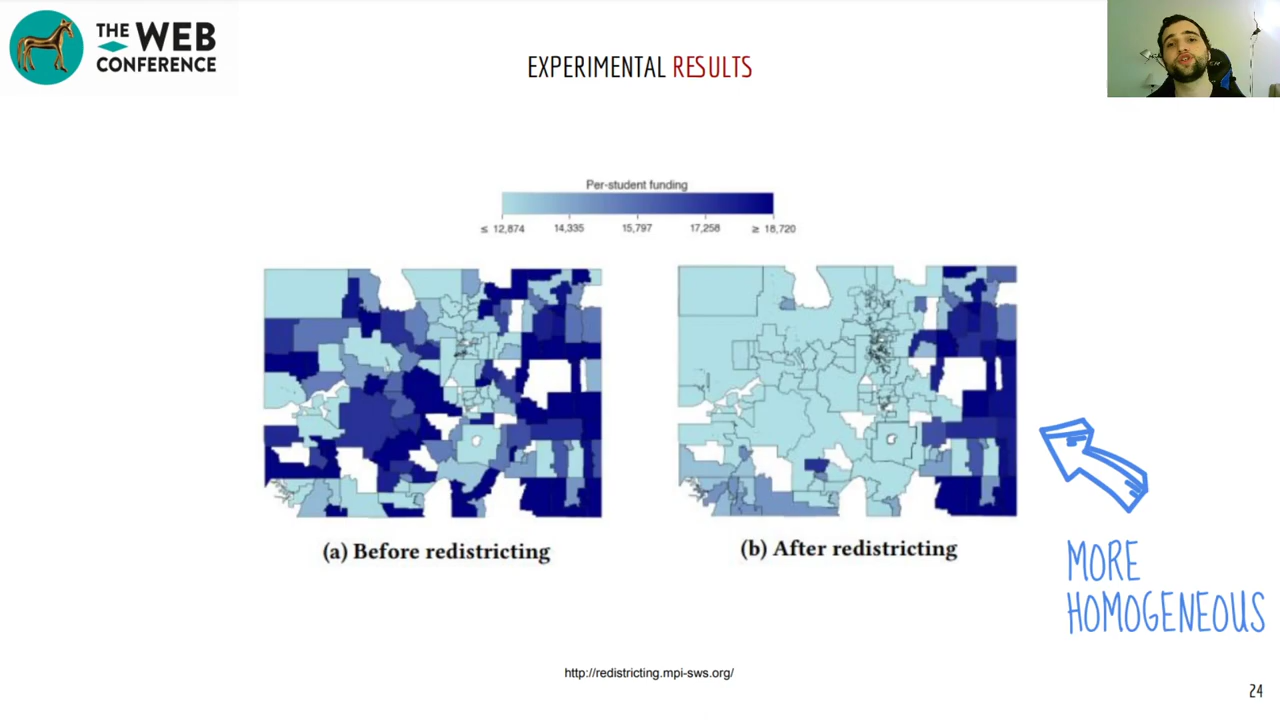 THE WEB
CONFERENCE
EXPERIMENTAL RESULTS
Per-student funding
≤ 12,874 14,335 15,797 17,258 ≥ 18,720
(a) Before redistricting
(b) After redistricting
MORE
HOMOGENEOUS
http://redistricting.mpi-sws.org/
24